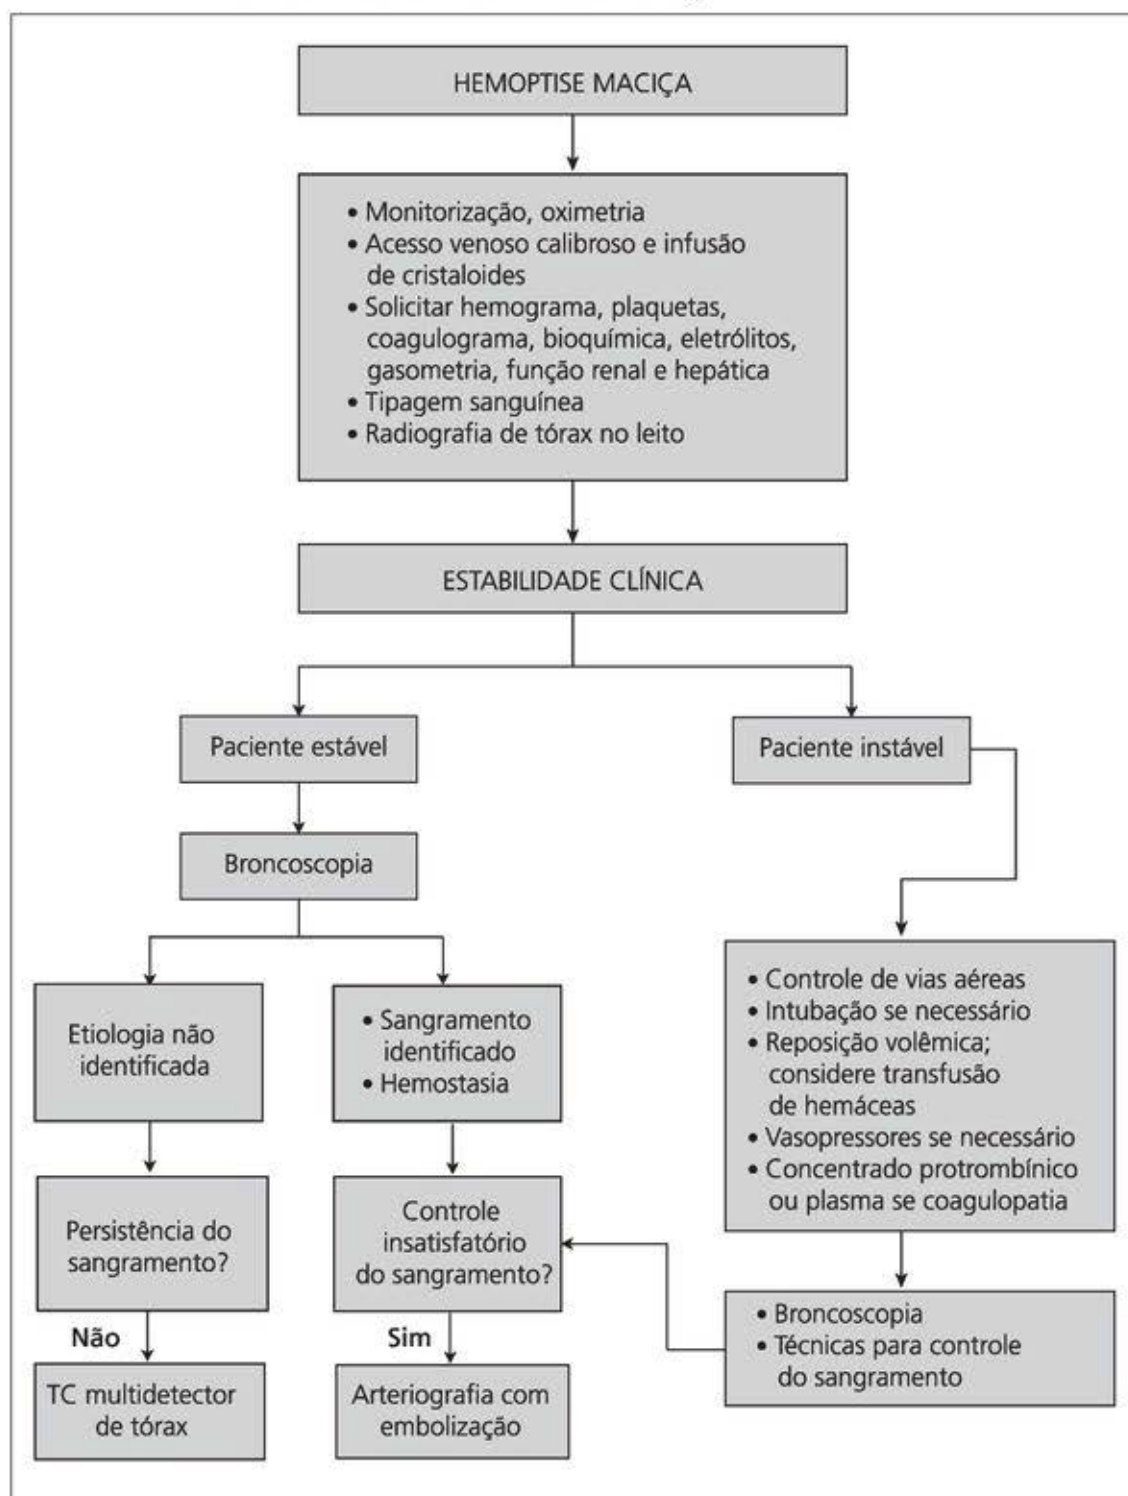 HEMOPTISE MACIÇA
• Monitorização, oximetria
• Acesso venoso calibroso e infusão
de cristaloides
• Solicitar hemograma, plaquetas,
coagulograma, bioquímica, eletrólitos,
gasometria, função renal e hepática
• Tipagem sanguínea
• Radiografia de tórax no leito
ESTABILIDADE CLÍNICA
Paciente estável
Broncoscopia
Etiologia não
identificada
Persistência do
sangramento?
Não
TC multidetector
de tórax
• Sangramento
identificado
• Hemostasia
Controle
insatisfatório
do sangramento?
Sim
Arteriografia com
embolização
Paciente instável
• Controle de vias aéreas
• Intubação se necessário
• Reposição volêmica;
considere transfusão
de hemáceas
• Vasopressores se necessário
• Concentrado protrombínico
ou plasma se coagulopatia
• Broncoscopia
• Técnicas para controle
do sangramento